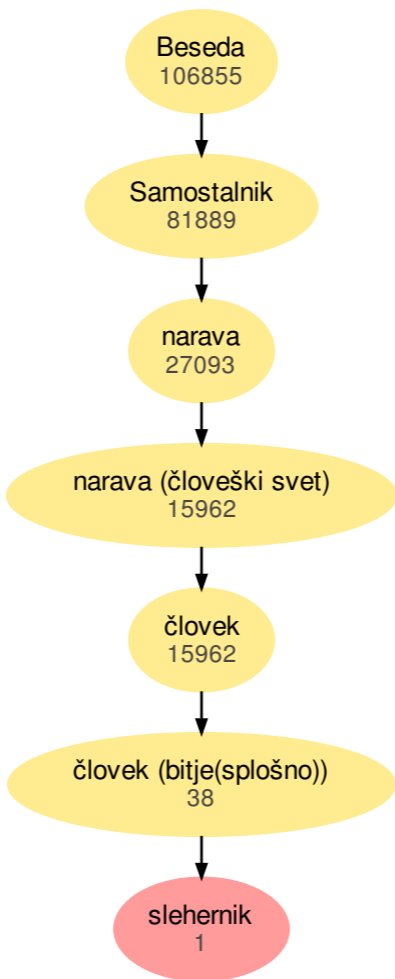 Beseda
106855
Samostalnik
81889
narava
27093
narava (človeški svet)
15962
človek
15962
človek (bitje(splošno))
38
slehernik
1